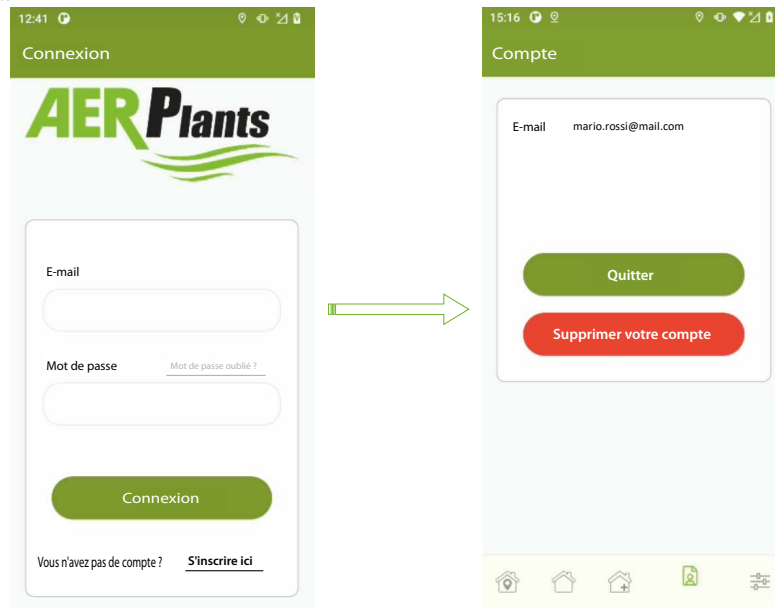 12:41
Connexion
AER Plants
E-mail
Mot de passe
Mot de passe oublié ?
Connexion
Vous n'avez pas de compte ?
S'inscrire ici
15:16
Compte
E-mail
mario.rossi@mail.com
Quitter
Supprimer votre compte